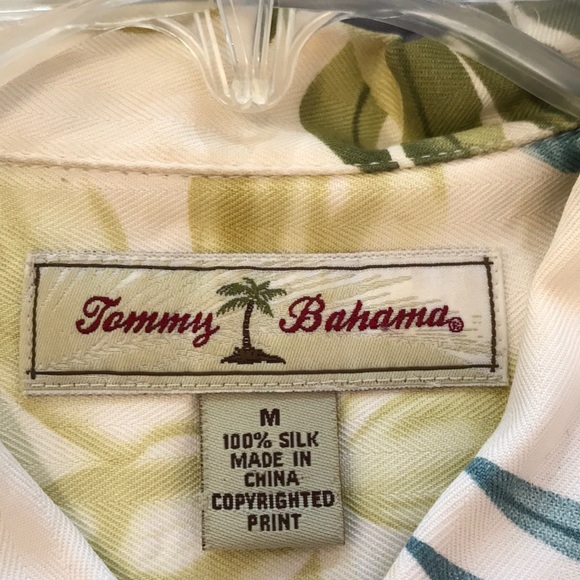 Tommy Bahama®
M
100% SILK
MADE IN
CHINA
COPYRIGHTED
PRINT